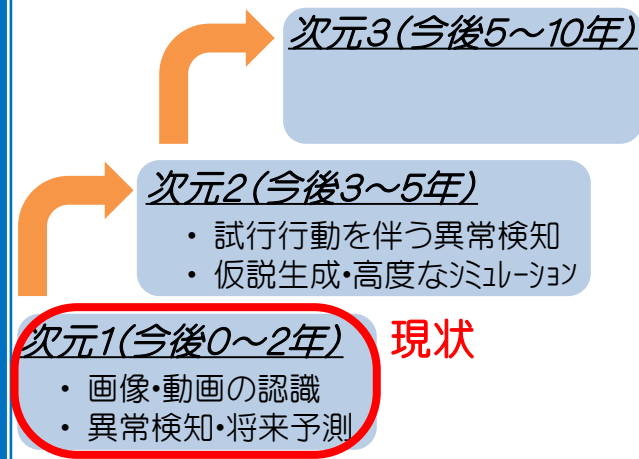 次元3(今後5～10年)
次元2(今後3～5年)
・ 試行行動を伴う異常検知
・ 仮説生成・高度なｼﾐｭﾚｰｼｮﾝ
次元1(今後0～2年)
現状
・ 画像・動画の認識
・ 異常検知・将来予測